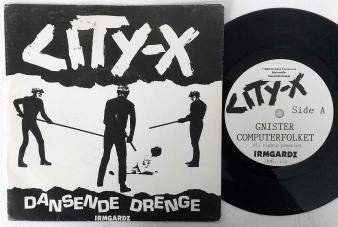 CITY-X
DANSENDE DRENGE
IRMGARDZ
CITY-X
Side A
GNISTER
COMPUTERFOLKET
All rights reserved
IRMGARDZ